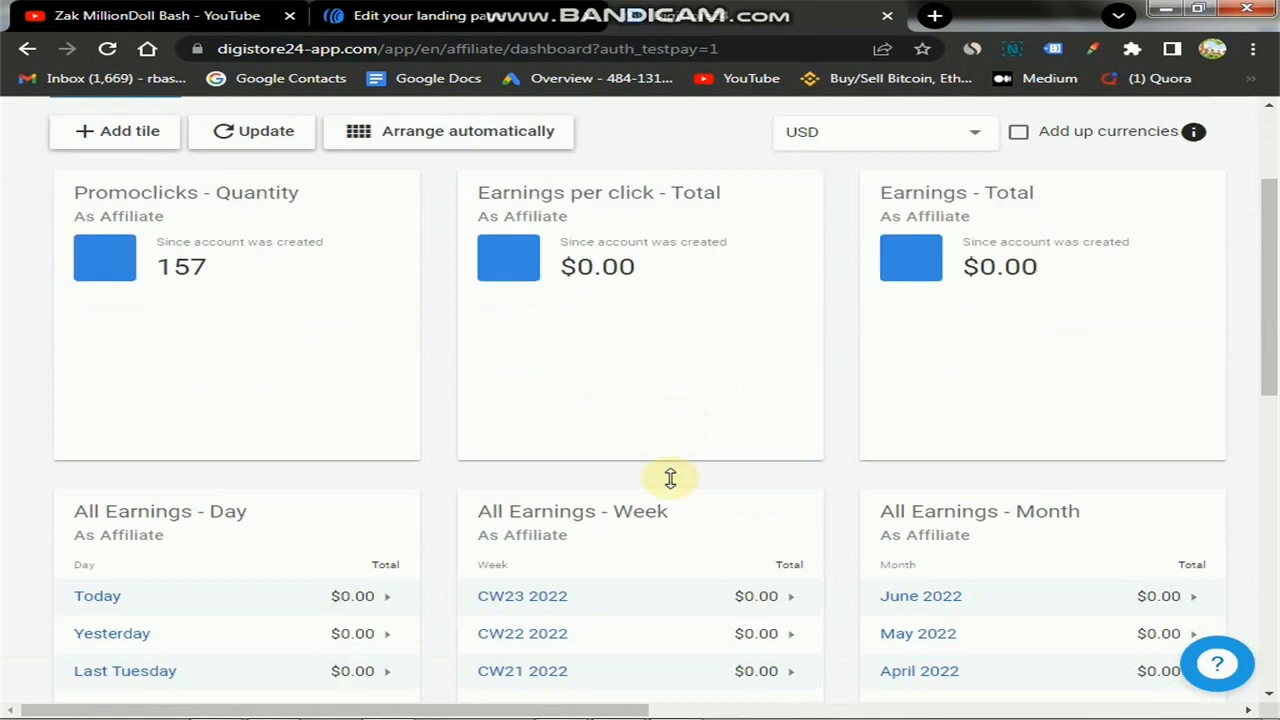 Zak MillionDoll Bash - YouTube
Edit your landing page
www.BANDICAM.com
digistore24-app.com/app/en/affiliate/dashboard?auth_testpay=1
Inbox (1,669) - rbas...
Google Contacts
Google Docs
Overview - 484-131...
YouTube
Buy/Sell Bitcoin, Eth...
Medium
(1) Quora
Add tile
Update
Arrange automatically
USD
Add up currencies
Promoclicks - Quantity
As Affiliate
Since account was created
157
Earnings per click - Total
As Affiliate
Since account was created
$0.00
Earnings - Total
As Affiliate
Since account was created
$0.00
All Earnings - Day
As Affiliate
Day Total
Today $0.00
Yesterday $0.00
Last Tuesday $0.00
All Earnings - Week
As Affiliate
Week Total
CW23 2022 $0.00
CW22 2022 $0.00
CW21 2022 $0.00
All Earnings - Month
As Affiliate
Month Total
June 2022 $0.00
May 2022 $0.00
April 2022 $0.00
?